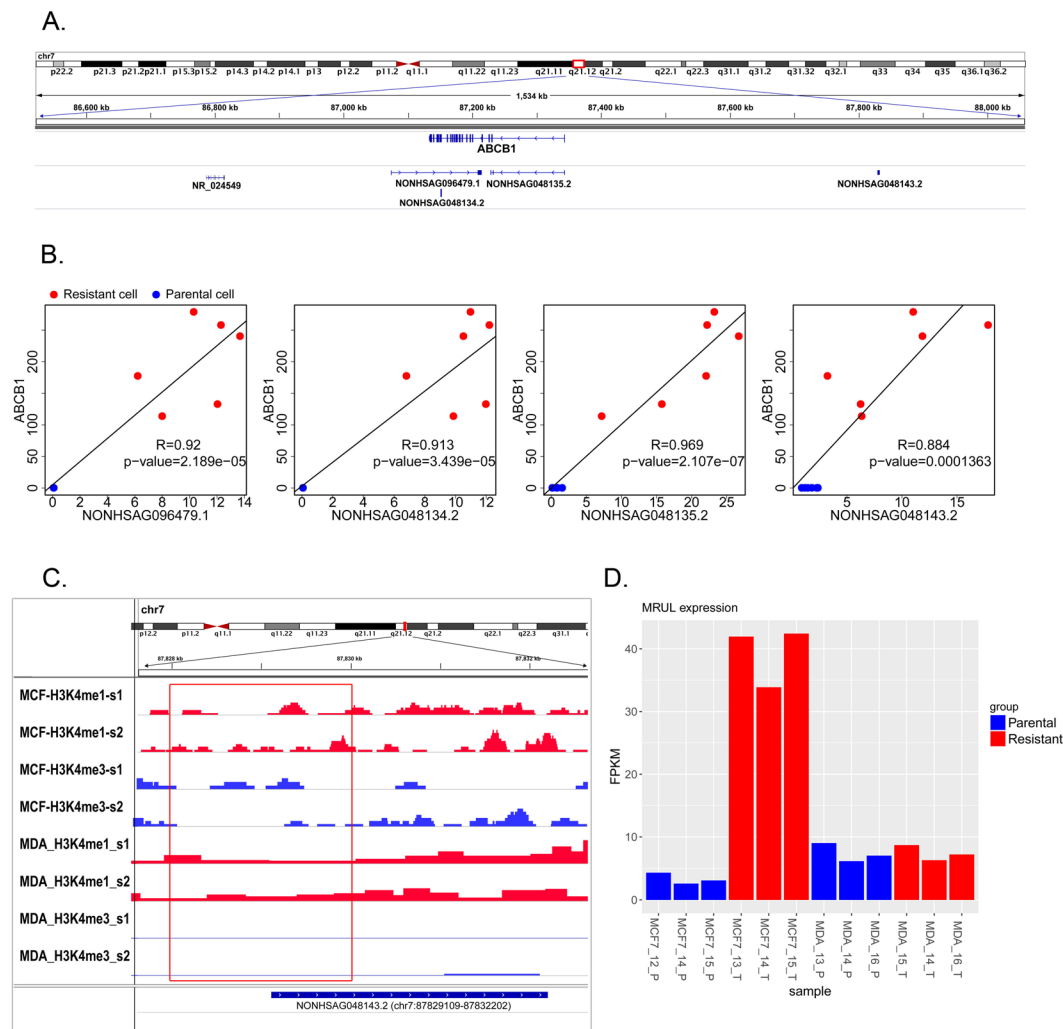 A.
chr7
p22.2 p21.3 p21.2 p21.1 p15.3 p15.2 p14.3 p14.2 p14.1 p13 p12.2 p11.2 q11.1 q11.22 q11.23 q21.11 q21.12 q21.2 q22.1 q22.3 q31.1 q31.2 q31.32 q32.1 q33 q34 q35 q36.1 q36.2
1,534 kb
86,600 kb 86,800 kb 87,000 kb 87,200 kb 87,400 kb 87,600 kb 87,800 kb 88,000 kb
ABCB1
NR_024549 NONHSAG096479.1 NONHSAG048135.2 NONHSAG048143.2
NONHSAG048134.2
B.
Resistant cell Parental cell
ABCB1
0 50 100 200
R=0.92
p-value=2.189e-05
0 2 4 6 8 10 12 14
NONHSAG096479.1
ABCB1
0 50 100 200
R=0.913
p-value=3.439e-05
0 2 4 6 8 10 12
NONHSAG048134.2
ABCB1
0 50 100 200
R=0.969
p-value=2.107e-07
0 5 10 15 20 25
NONHSAG048135.2
ABCB1
0 50 100 200
R=0.884
p-value=0.0001363
5 10 15
NONHSAG048143.2
C.
chr7
p12.2 p11.2 q11.1 q11.22 q11.23 q21.11 q21.12 q21.2 q22.1 q22.3 q31.1
87,828 kb 87,830 kb 87,832 kb
MCF-H3K4me1-s1
MCF-H3K4me1-s2
MCF-H3K4me3-s1
MCF-H3K4me3-s2
MDA_H3K4me1_s1
MDA_H3K4me1_s2
MDA_H3K4me3_s1
MDA_H3K4me3_s2
NONHSAG048143.2 (chr7:87829109-87832202)
D.
MRUL expression
FPKM
40
30
20
10
0
MCF7_12_P MCF7_14_P MCF7_15_P MCF7_13_T MCF7_14_T MCF7_15_T MDA_13_P MDA_14_P MDA_16_P MDA_15_T MDA_14_T MDA_16_T
sample
group
Parental
Resistant